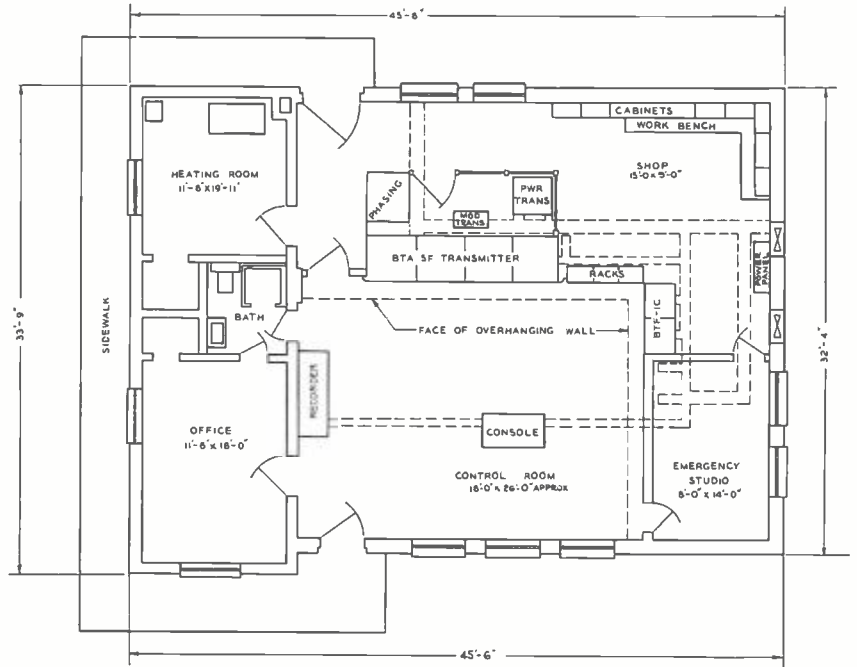 45'-6"
CABINETS
WORK BENCH
SHOP
15'-0 X 9'-0"
HEATING ROOM
11'-6" X 19'-11"
PHASING
PWR
TRANS
MOD
TRANS
BTA 5F TRANSMITTER
RACKS
POWER
PANEL
BATH
FACE OF OVERHANGING WALL
BTF-1C
33'-9"
SIDEWALK
32'-4"
RECORDER
OFFICE
11'-6" X 18'-0"
CONSOLE
CONTROL ROOM
18'-0" X 26'-0" APPROX
EMERGENCY
STUDIO
8'-0" X 14'-0"
45'-6"